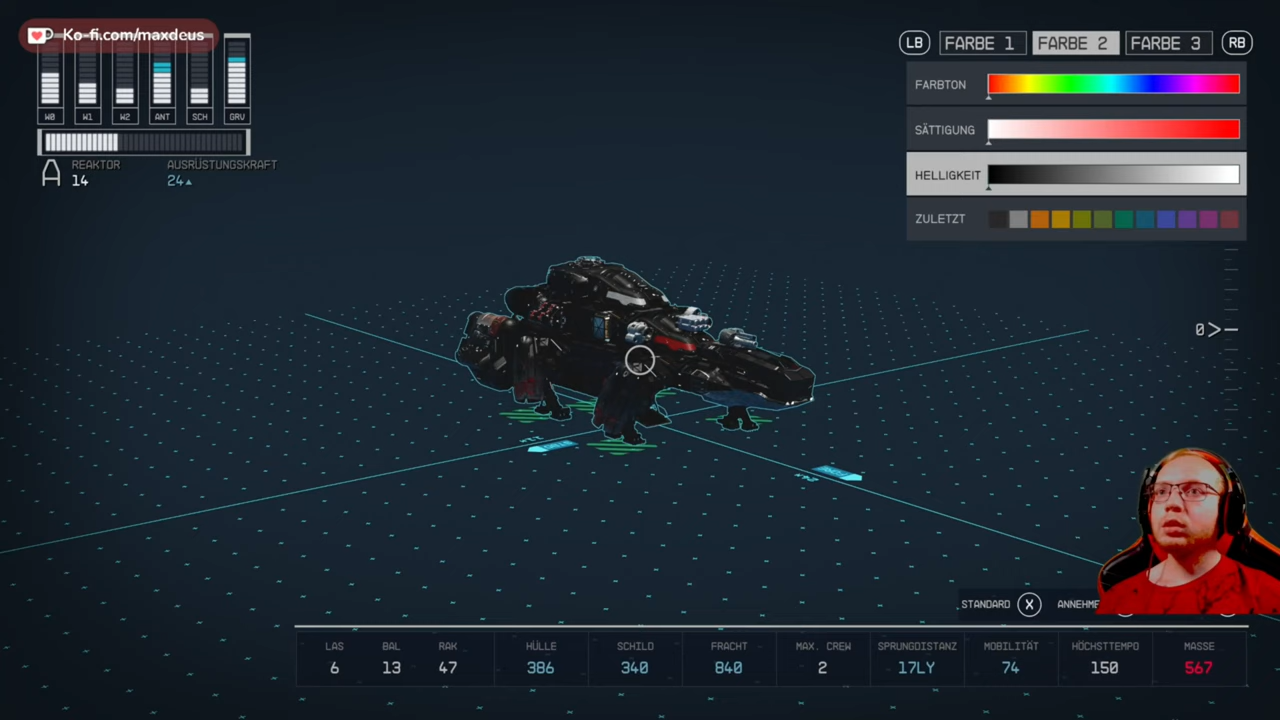 Ko-fi.com/maxdeus
W0 W1 W2 ANT SCH GRV
REAKTOR
14
AUSRÜSTUNGSKRAFT
24
A
LB FARBE 1 FARBE 2 FARBE 3 RB
FARBTON
SÄTTIGUNG
HELLIGKEIT
ZULETZT
0
STANDARD X ANNEHME
LAS BAL RAK HÜLLE SCHILD FRACHT MAX. CREW SPRUNGDISTANZ MOBILITÄT HÖCHSTTEMPO MASSE
6 13 47 386 340 840 2 17LY 74 150 567